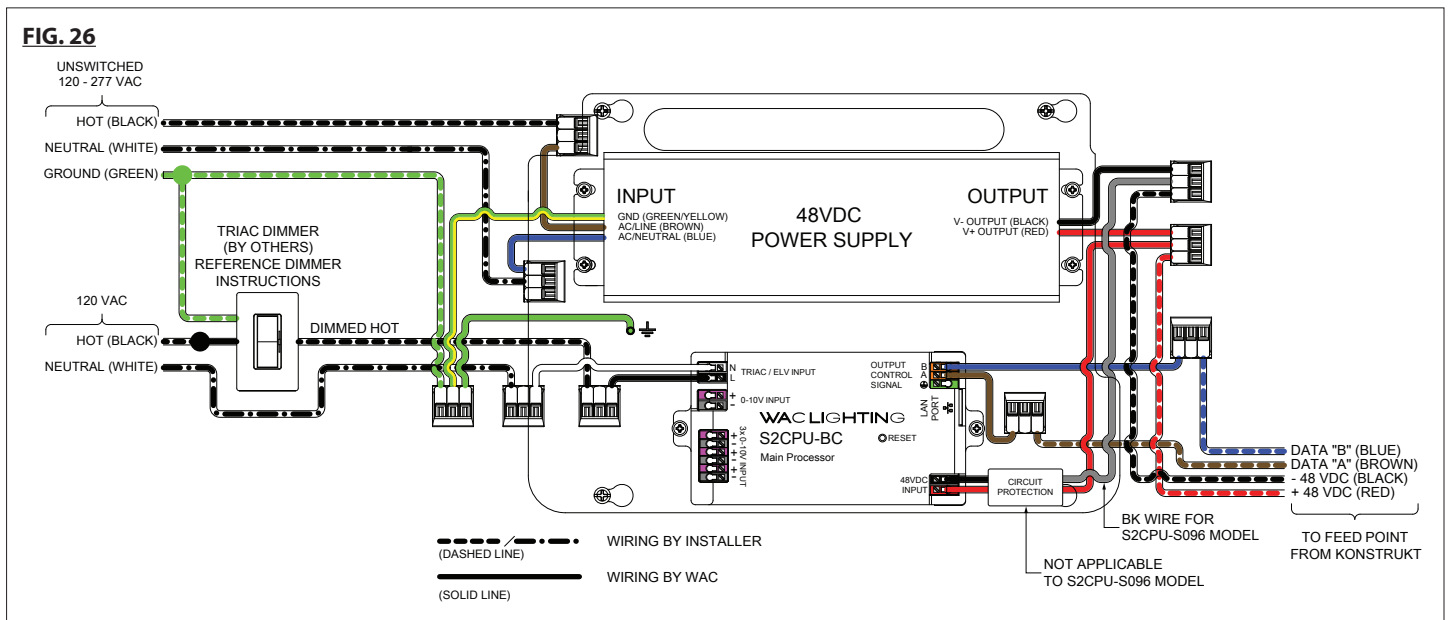 FIG. 26
UNSWITCHED
120 - 277 VAC
HOT (BLACK)
NEUTRAL (WHITE)
GROUND (GREEN)
TRIAC DIMMER
(BY OTHERS)
REFERENCE DIMMER
INSTRUCTIONS
120 VAC
HOT (BLACK)
NEUTRAL (WHITE)
DIMMED HOT
INPUT
GND (GREEN/YELLOW)
AC/LINE (BROWN)
AC/NEUTRAL (BLUE)
48VDC
POWER SUPPLY
OUTPUT
V- OUTPUT (BLACK)
V+ OUTPUT (RED)
N
L
TRIAC / ELV INPUT
+
-
0-10V INPUT
+
-
+
-
+
-
3x0-10V INPUT
OUTPUT
CONTROL
SIGNAL
B
A
LAN
PORT
WAC LIGHTING
S2CPU-BC
Main Processor
RESET
48VDC
INPUT
CIRCUIT
PROTECTION
DATA "B" (BLUE)
DATA "A" (BROWN)
- 48 VDC (BLACK)
+ 48 VDC (RED)
TO FEED POINT
FROM KONSTRUKT
BK WIRE FOR
S2CPU-S096 MODEL
NOT APPLICABLE
TO S2CPU-S096 MODEL
(DASHED LINE)
WIRING BY INSTALLER
WIRING BY WAC
(SOLID LINE)